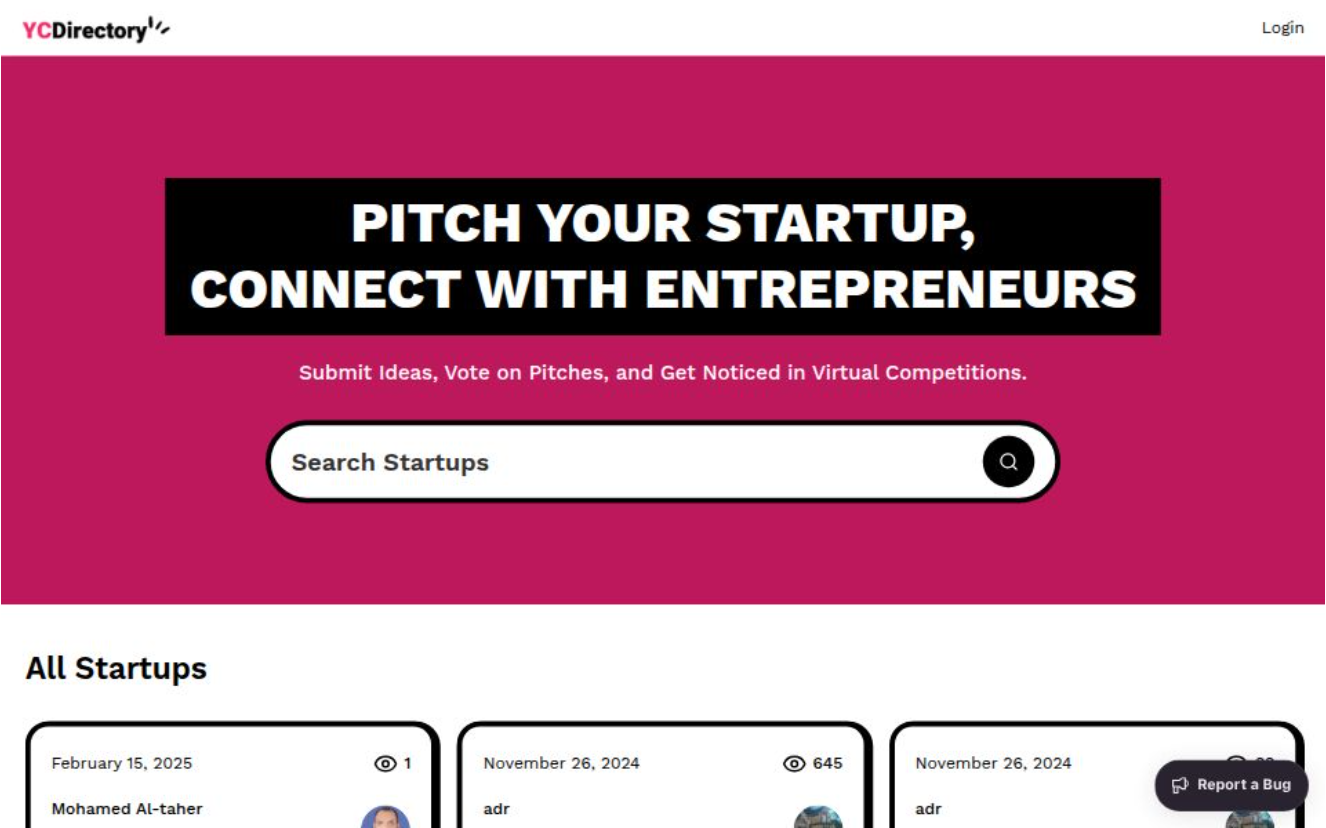 YCDirectory
Login
PITCH YOUR STARTUP,
CONNECT WITH ENTREPRENEURS
Submit Ideas, Vote on Pitches, and Get Noticed in Virtual Competitions.
Search Startups
All Startups
February 15, 2025
1
November 26, 2024
645
November 26, 2024
Report a Bug
Mohamed Al-taher
adr
adr